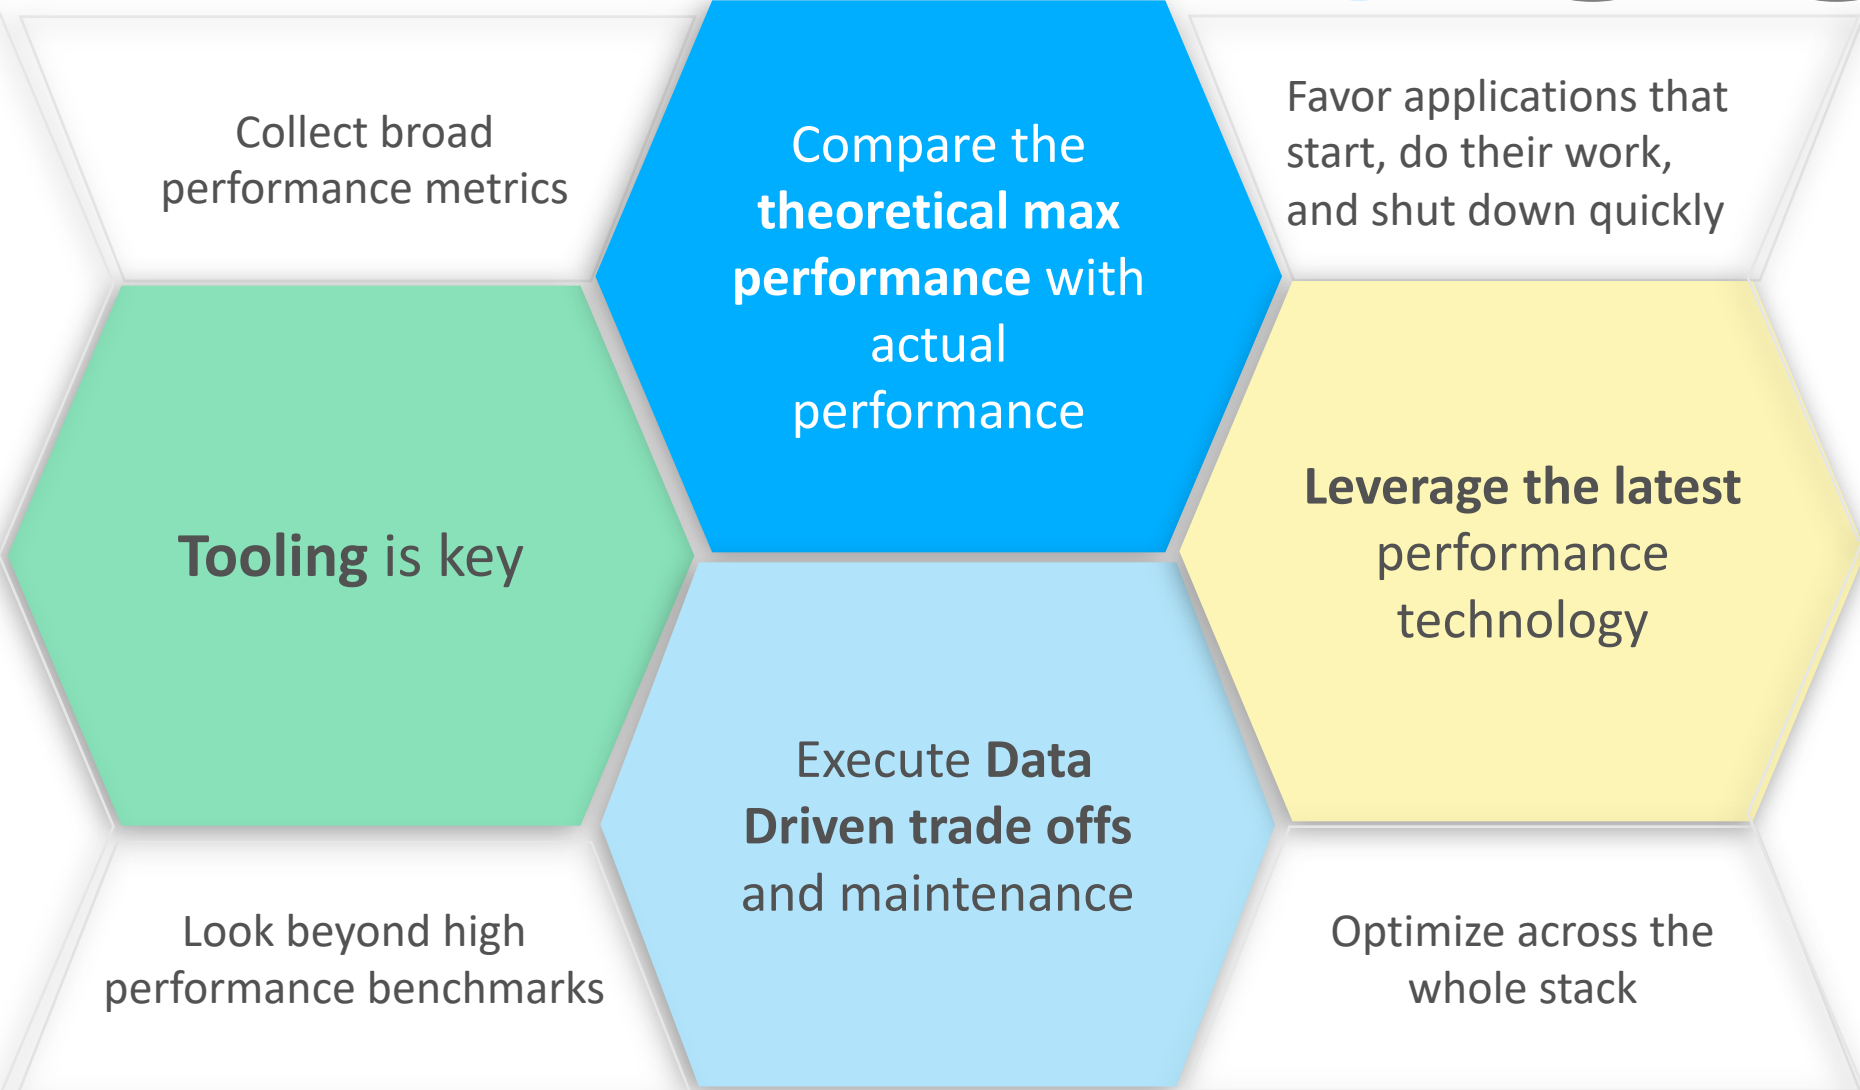 Collect broad
performance metrics
Compare the
theoretical max
performance with
actual
performance
Favor applications that
start, do their work,
and shut down quickly
Tooling is key
Leverage the latest
performance
technology
Execute Data
Driven trade offs
and maintenance
Look beyond high
performance benchmarks
Optimize across the
whole stack